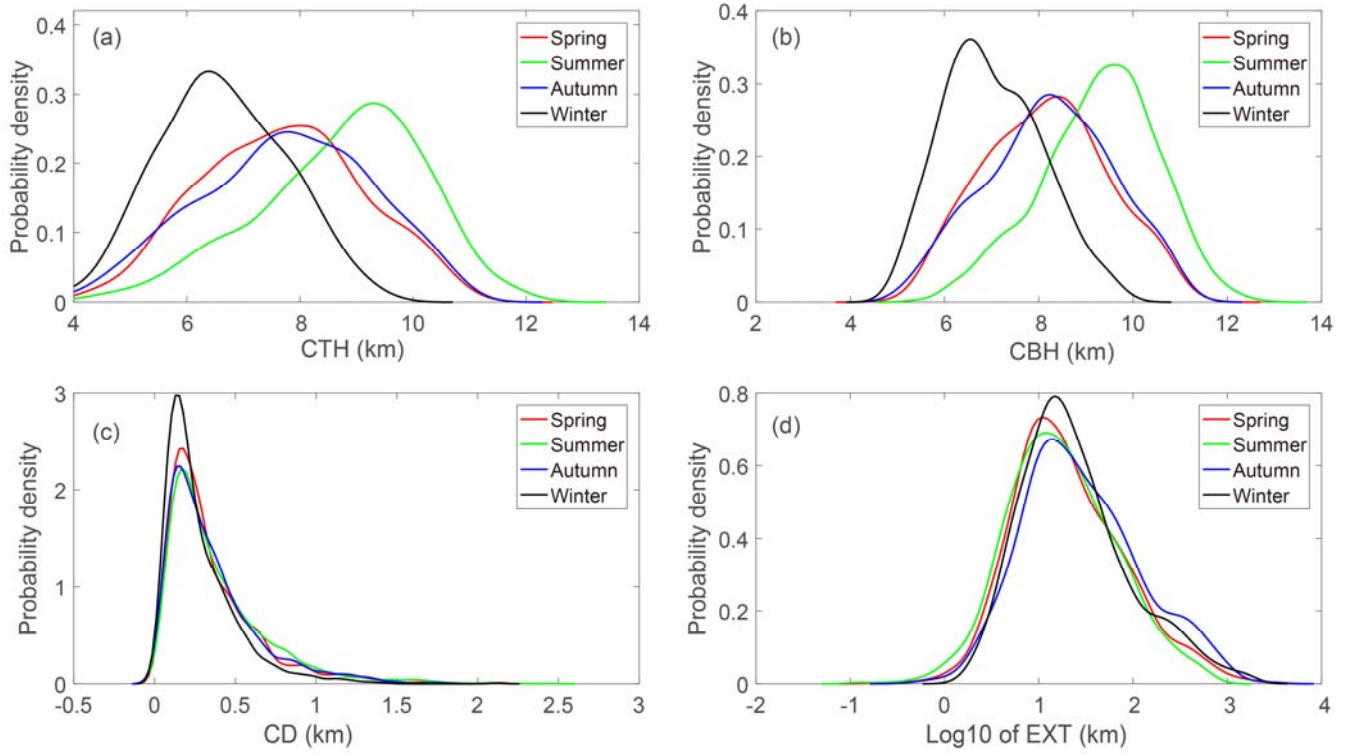 (a)
Spring
Summer
Autumn
Winter
0.4
0.3
0.2
0.1
0
Probability density
4 6 8 10 12 14
CTH (km)
(b)
Spring
Summer
Autumn
Winter
0.4
0.3
0.2
0.1
0
Probability density
2 4 6 8 10 12 14
CBH (km)
(c)
Spring
Summer
Autumn
Winter
3
2
1
0
Probability density
-0.5 0 0.5 1 1.5 2 2.5 3
CD (km)
(d)
Spring
Summer
Autumn
Winter
0.8
0.6
0.4
0.2
0
Probability density
-2 -1 0 1 2 3 4
Log10 of EXT (km)